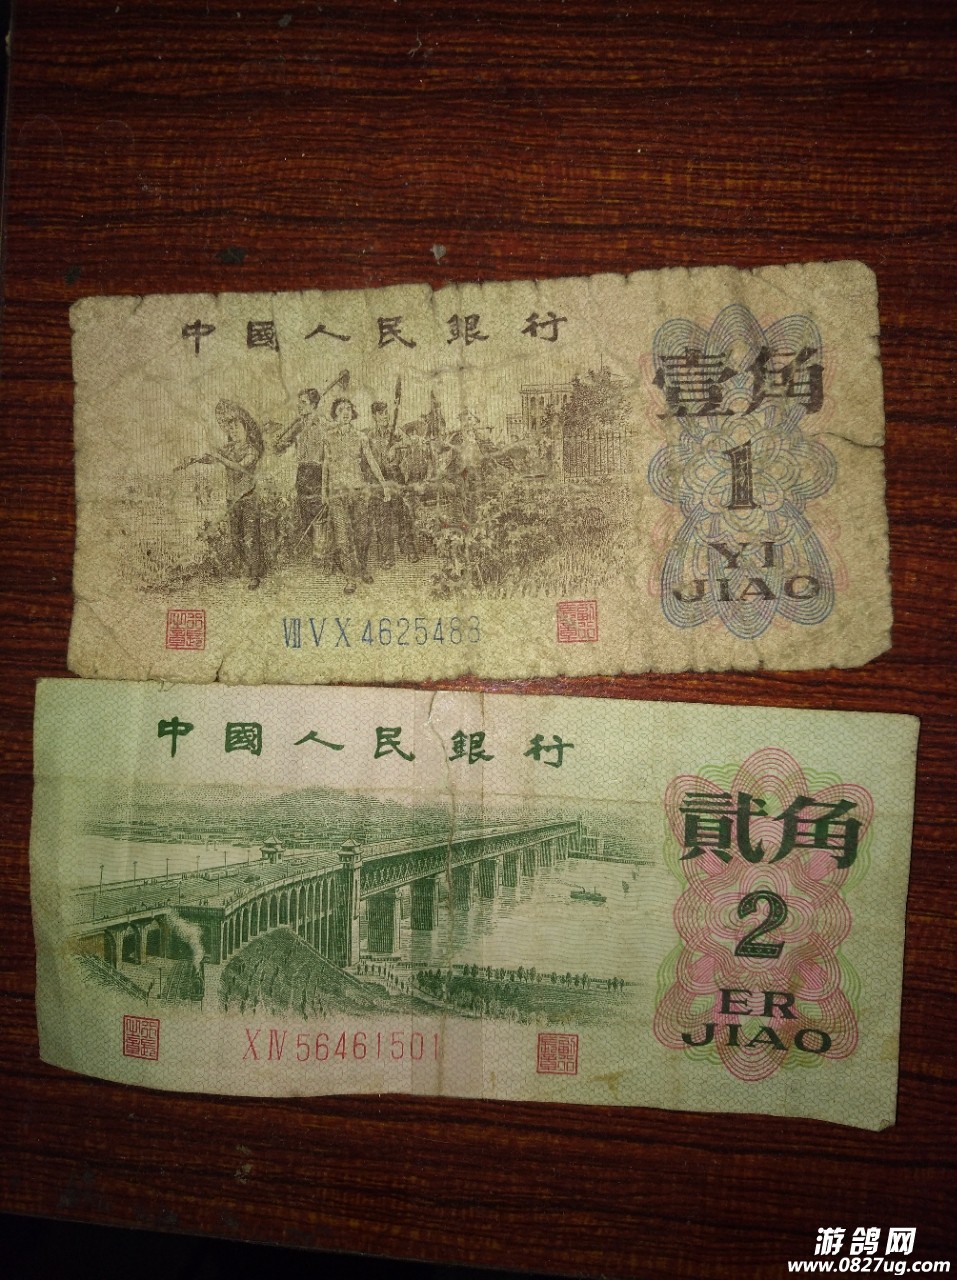 中國人民銀行
壹角
1
YI
JIAO
ⅧⅤⅩ4625483
中國人民銀行
貳角
2
ER
JIAO
ⅩⅣ56461501
游鸽网
www.0827ug.com